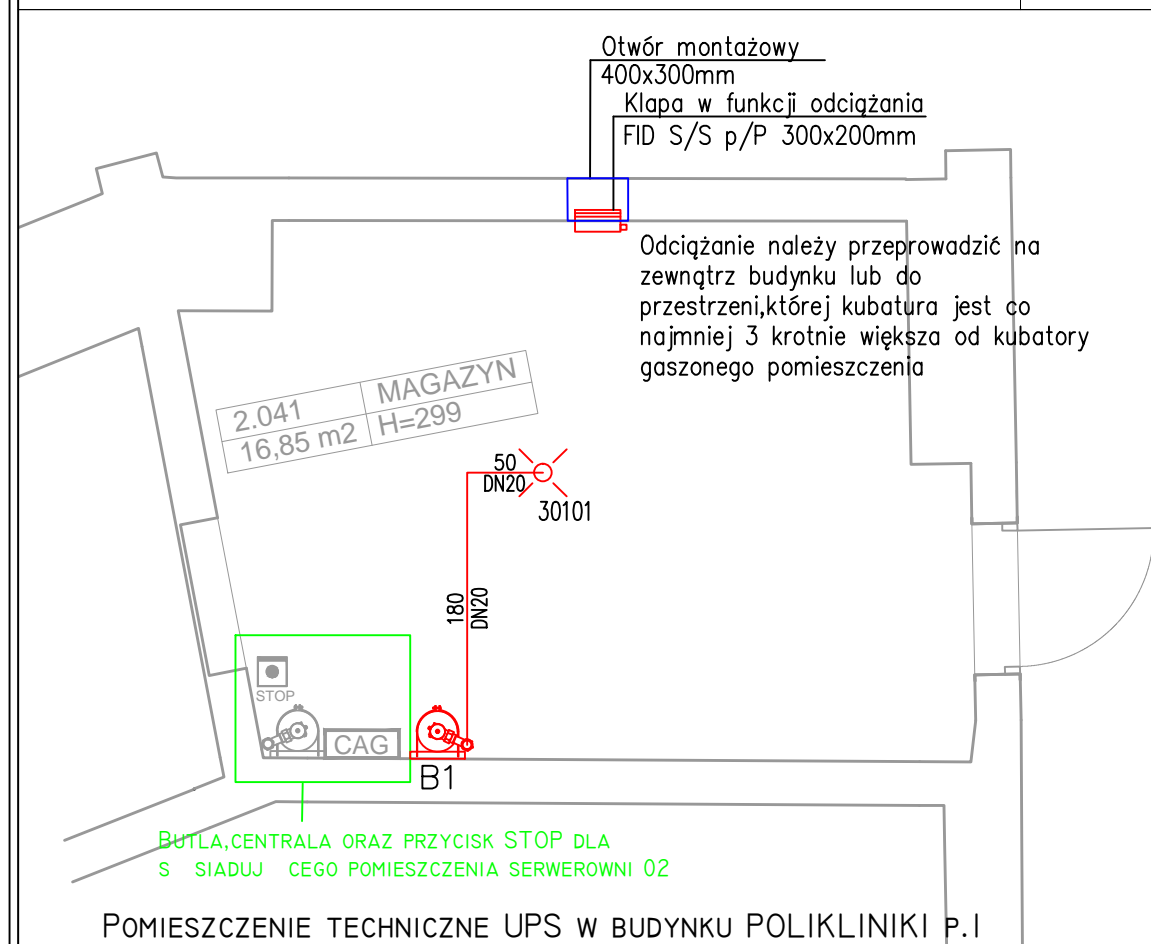 Otwór montażowy
400x300mm
Klapa w funkcji odciążania
FID S/S p/P 300x200mm
Odciążanie należy przeprowadzić na
zewnątrz budynku lub do
przestrzeni,której kubatura jest co
najmniej 3 krotnie większa od kubatory
gaszonego pomieszczenia
2.041 MAGAZYN
16,85 m2 H=299
50
DN20
30101
180
DN20
STOP
CAG
B1
BUTLA,CENTRALA ORAZ PRZYCISK STOP DLA
S SIADUJ CEGO POMIESZCZENIA SERWEROWNI 02
POMIESZCZENIE TECHNICZNE UPS W BUDYNKU POLIKLINIKI P.I